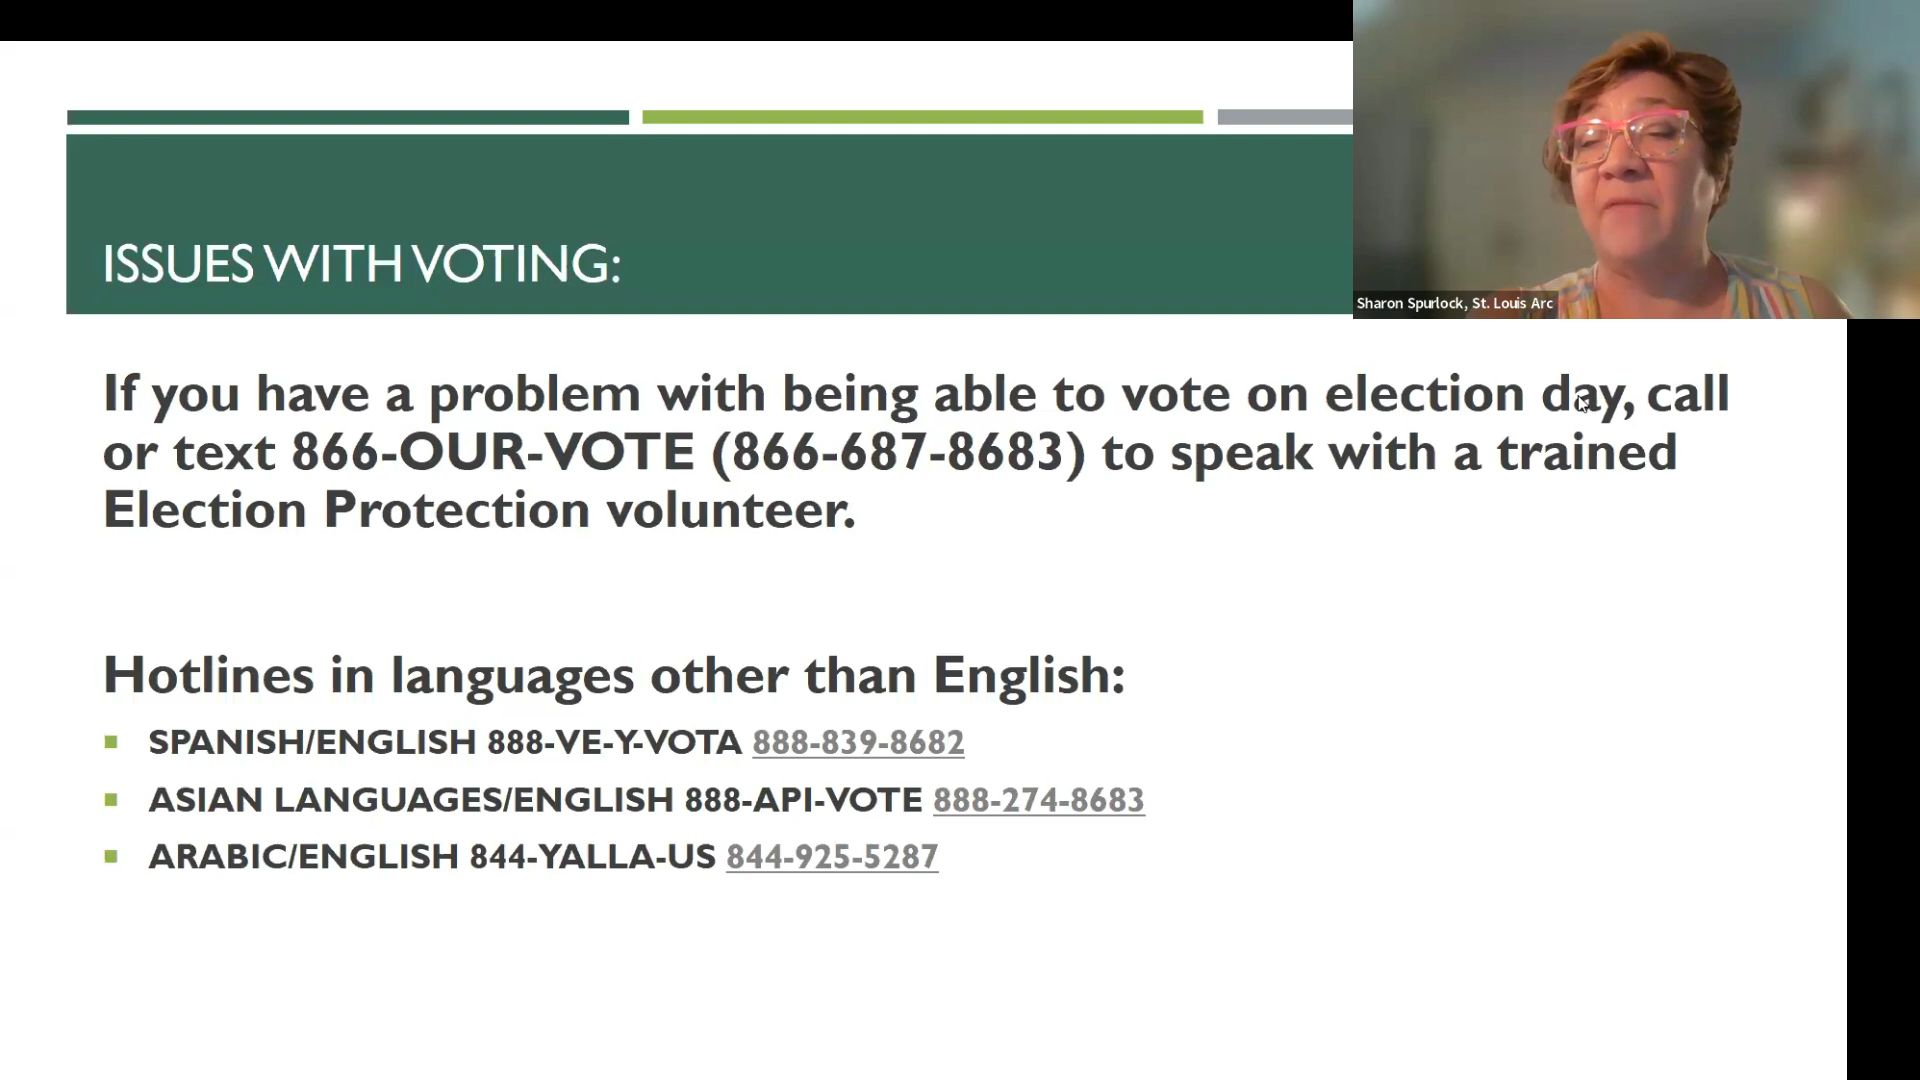 ISSUES WITH VOTING:
Sharon Spurlock, St. Louis Arc
If you have a problem with being able to vote on election day, call
or text 866-OUR-VOTE (866-687-8683) to speak with a trained
Election Protection volunteer.
Hotlines in languages other than English:
SPANISH/ENGLISH 888-VE-Y-VOTA 888-839-8682
ASIAN LANGUAGES/ENGLISH 888-API-VOTE 888-274-8683
ARABIC/ENGLISH 844-YALLA-US 844-925-5287